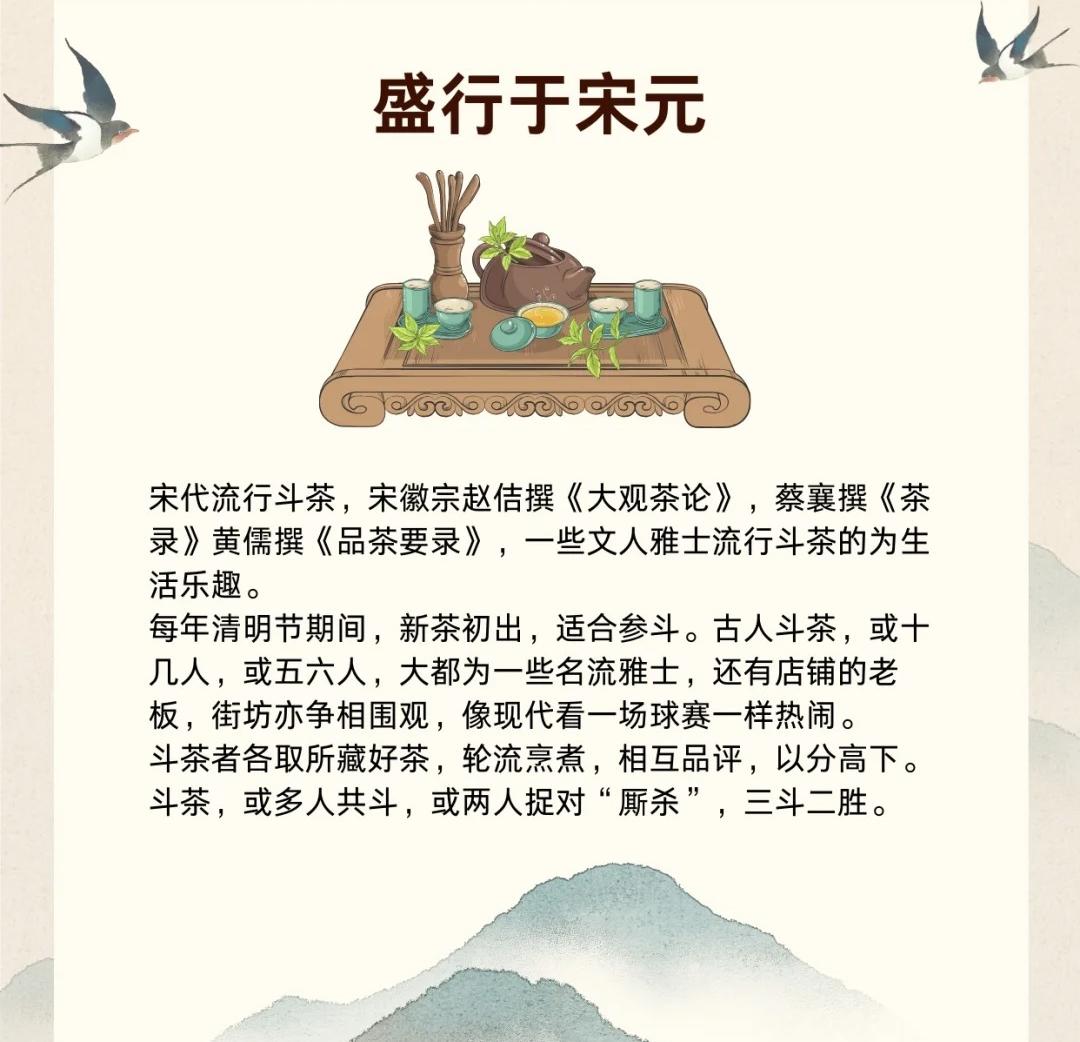 盛行于宋元
宋代流行斗茶，宋徽宗赵佶撰《大观茶论》，蔡襄撰《茶
录》黄儒撰《品茶要录》，一些文人雅士流行斗茶的为生
活乐趣。
每年清明节期间，新茶初出，适合参斗。古人斗茶，或十
几人，或五六人，大都为一些名流雅士，还有店铺的老
板，街坊亦争相围观，像现代看一场球赛一样热闹。
斗茶者各取所藏好茶，轮流烹煮，相互品评，以分高下。
斗茶，或多人共斗，或两人捉对“厮杀”，三斗二胜。